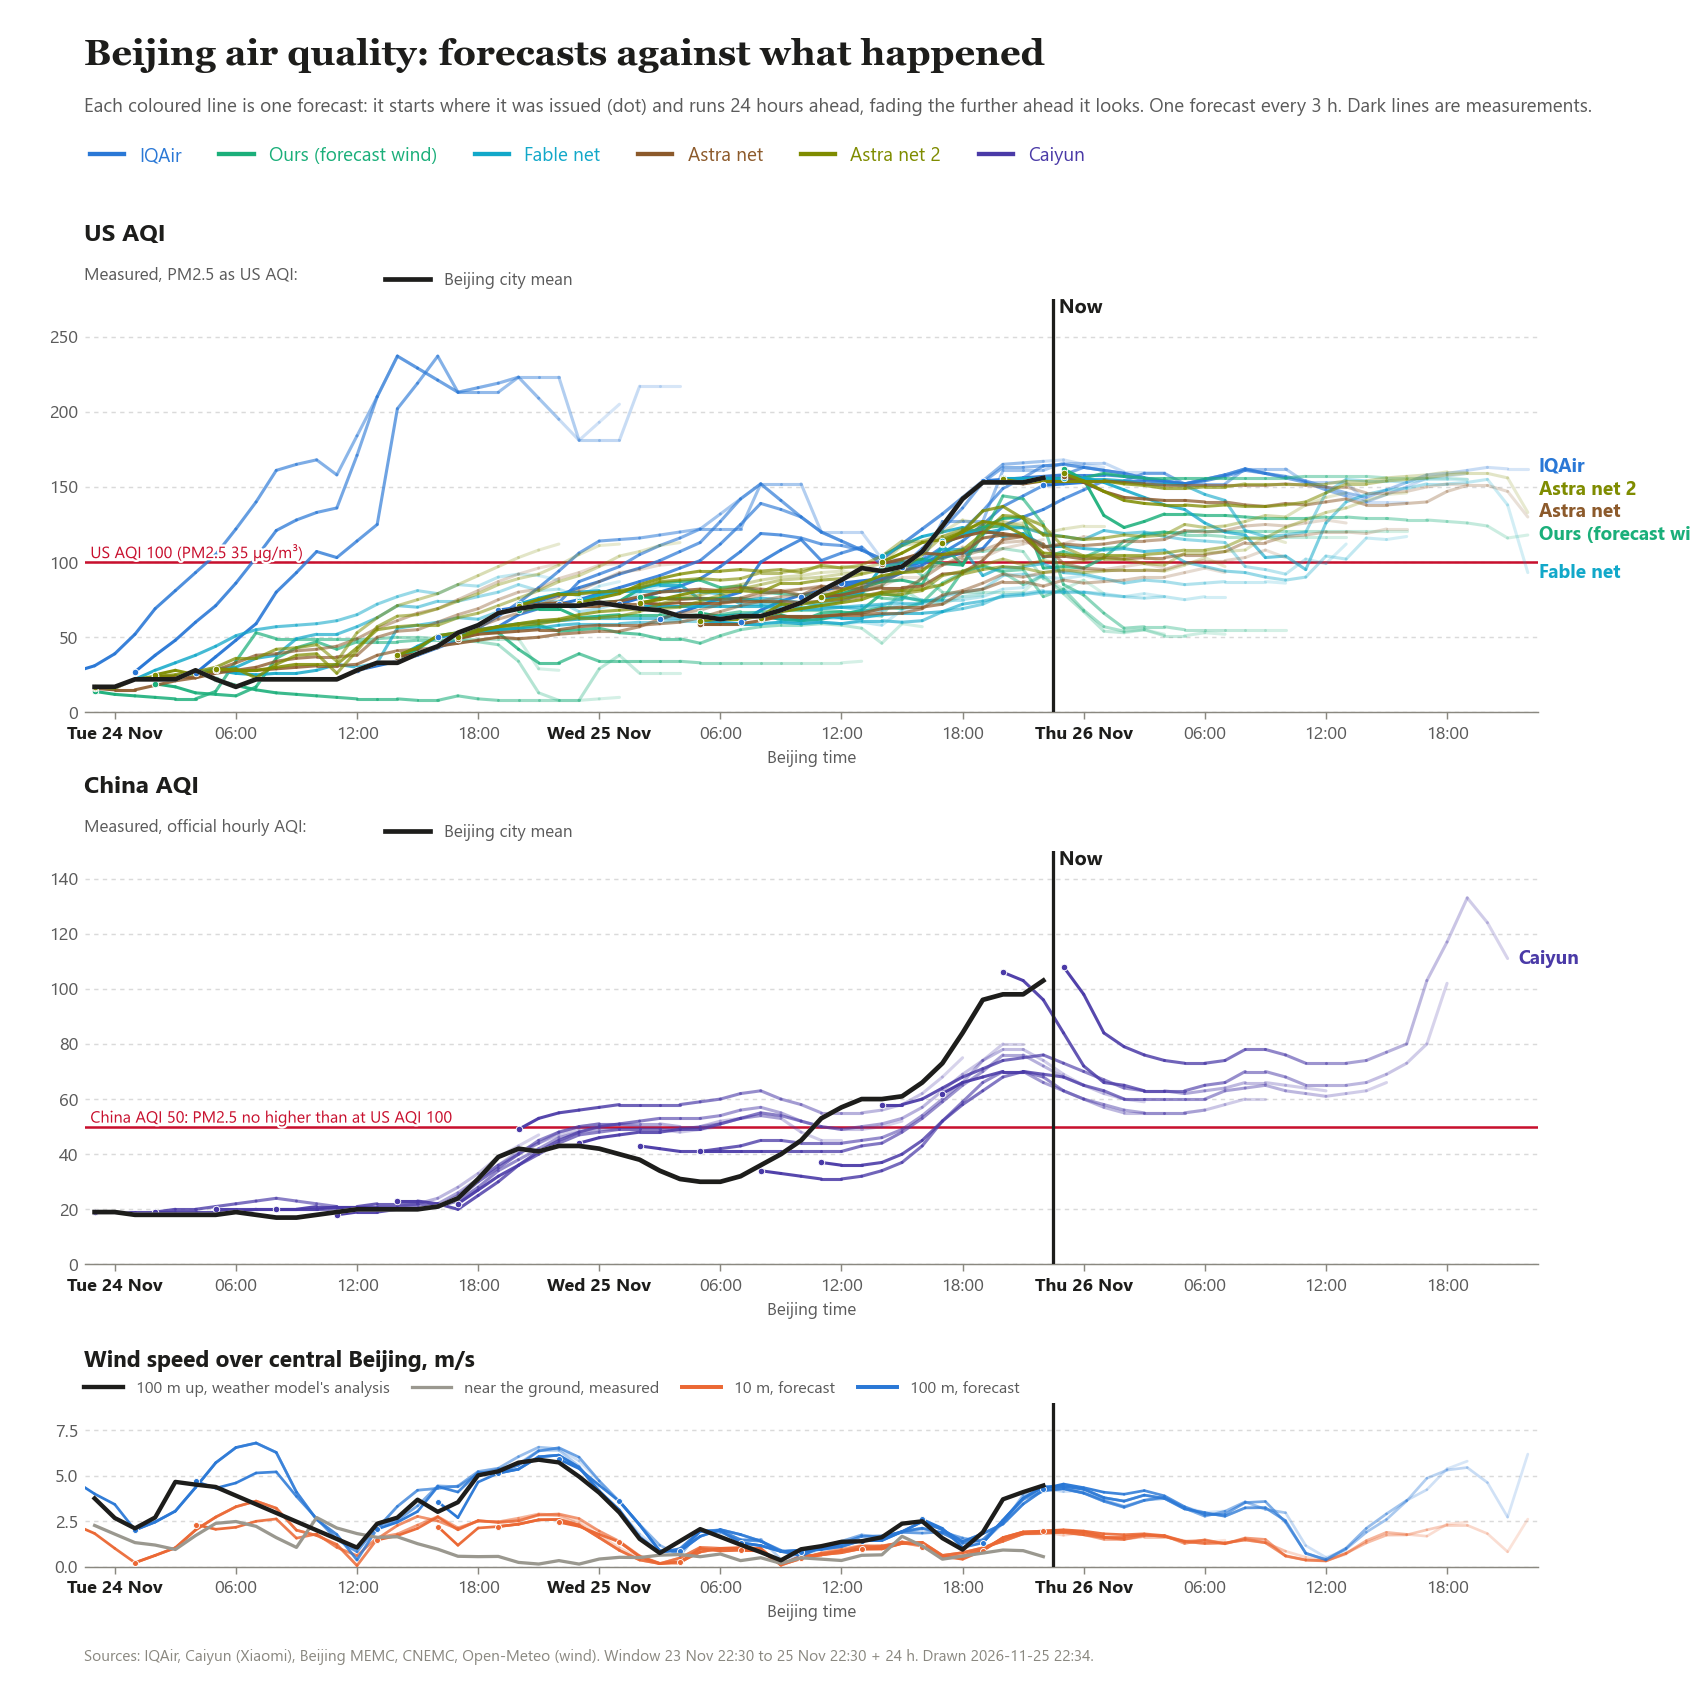 Beijing air quality: forecasts against what happened
Each coloured line is one forecast: it starts where it was issued (dot) and runs 24 hours ahead, fading the further ahead it looks. One forecast every 3 h. Dark lines are measurements.
IQAir Ours (forecast wind) Fable net Astra net Astra net 2 Caiyun
US AQI
Measured, PM2.5 as US AQI: Beijing city mean
Now
250
200
150
100
50
0
US AQI 100 (PM2.5 35 µg/m³)
IQAir
Astra net 2
Astra net
Ours (forecast wi
Fable net
Tue 24 Nov 06:00 12:00 18:00 Wed 25 Nov 06:00 12:00 18:00 Thu 26 Nov 06:00 12:00 18:00
Beijing time
China AQI
Measured, official hourly AQI: Beijing city mean
Now
140
120
100
80
60
40
20
0
China AQI 50: PM2.5 no higher than at US AQI 100
Caiyun
Tue 24 Nov 06:00 12:00 18:00 Wed 25 Nov 06:00 12:00 18:00 Thu 26 Nov 06:00 12:00 18:00
Beijing time
Wind speed over central Beijing, m/s
100 m up, weather model's analysis near the ground, measured 10 m, forecast 100 m, forecast
7.5
5.0
2.5
0.0
Tue 24 Nov 06:00 12:00 18:00 Wed 25 Nov 06:00 12:00 18:00 Thu 26 Nov 06:00 12:00 18:00
Beijing time
Sources: IQAir, Caiyun (Xiaomi), Beijing MEMC, CNEMC, Open-Meteo (wind). Window 23 Nov 22:30 to 25 Nov 22:30 + 24 h. Drawn 2026-11-25 22:34.